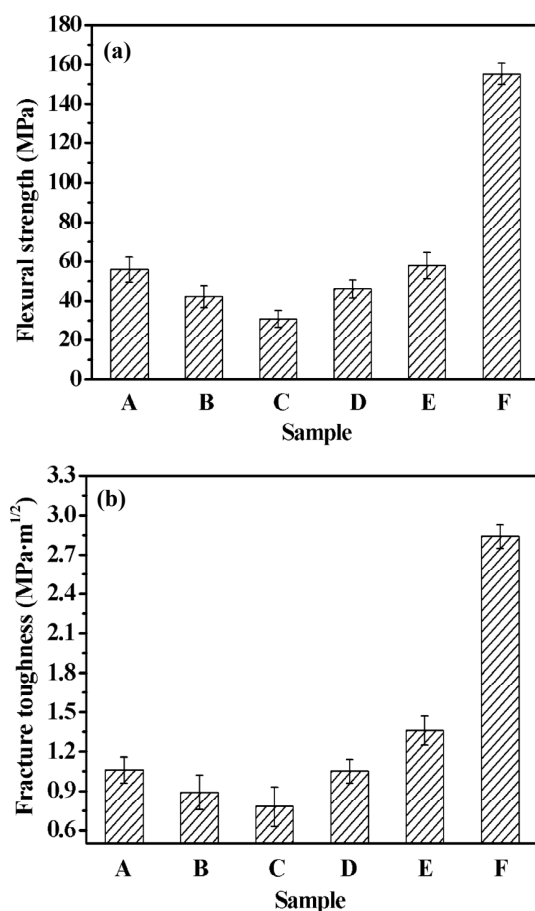 (a)
Flexural strength (MPa)
180
160
140
120
100
80
60
40
20
0
A B C D E F
Sample
(b)
Fracture toughness (MPa·m^{1/2})
3.3
3.0
2.7
2.4
2.1
1.8
1.5
1.2
0.9
0.6
A B C D E F
Sample